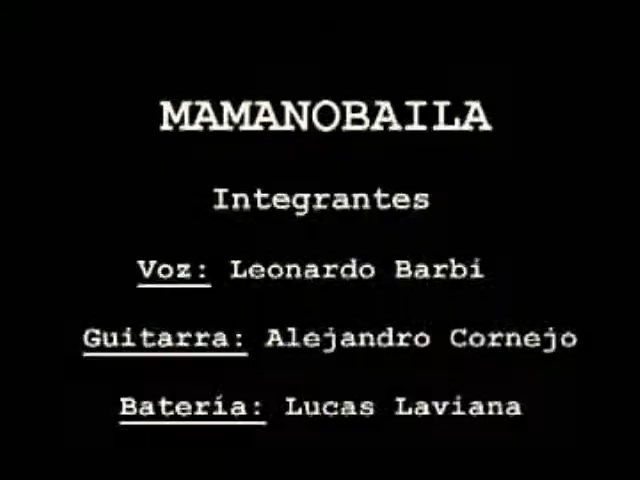 MAMANOBAILA
Integrantes
Voz: Leonardo Barbi
Guitarra: Alejandro Cornejo
Batería: Lucas Laviana